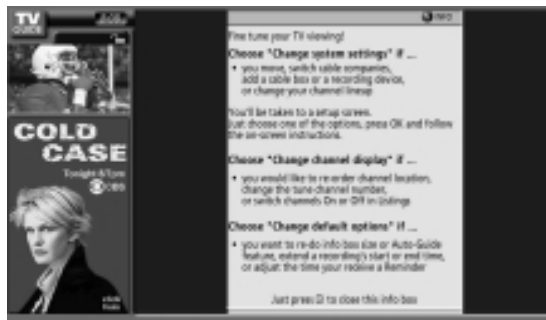 TV
GUIDE
INFO
Fine tune your TV viewing!
Choose "Change system settings" if ...
• you move, switch cable companies,
add a cable box or a recording device,
or change your channel lineup
You'll be taken to a setup screen.
Just choose one of the options, press OK and follow
the on-screen instructions.
Choose "Change channel display" if ...
• you would like to re-order channel location,
change the tune-channel number,
or switch channels On or Off in Listings
Choose "Change default options" if ...
• you want to re-do info box size or Auto-Guide
feature, extend a recording's start or end time,
or adjust the time your receive a Reminder
Just press to close this info box
COLD
CASE
Tonight 8/7pm
CBS